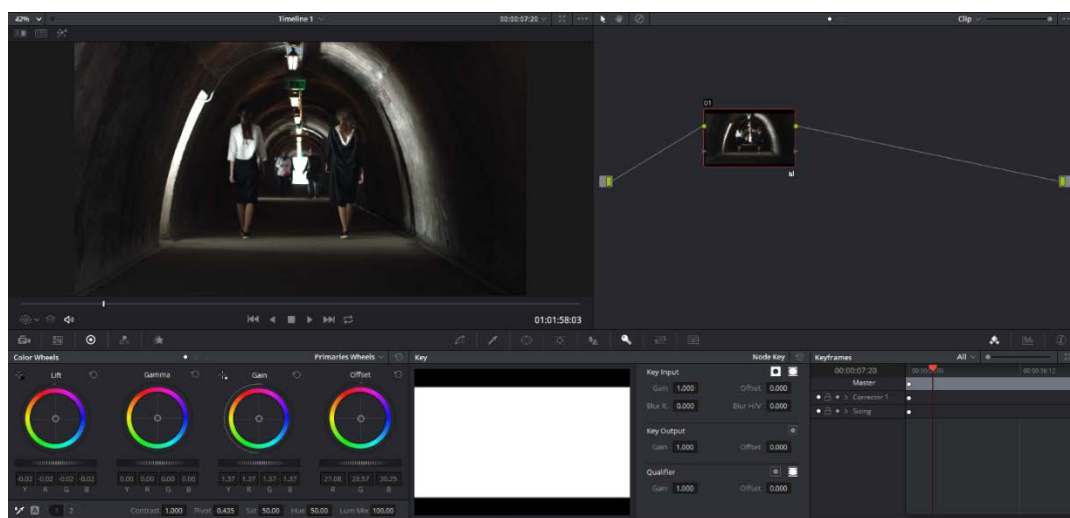 42%
Timeline 1
00:00:07:20
Clip
01
01:01:58:03
Color Wheels
Primaries Wheels
Lift
Gamma
Gain
Offset
-0.02 -0.02 -0.02 -0.02
0.00 0.00 0.00 0.00
1.37 1.37 1.37 1.37
27.08 28.57 30.25
Y R G B
Y R G B
Y R G B
R G B
A 1 2
Contrast 1.000 Pivot 0.435 Sat 50.00 Hue 50.00 Lum Mix 100.00
Key
Node Key
Key Input
Gain 1.000 Offset 0.000
Blur R. 0.000 Blur H/V 0.000
Key Output
Gain 1.000 Offset 0.000
Qualifier
Gain 1.000 Offset 0.000
Keyframes
All
00:00:07:20
Master
Corrector 1
Sizing